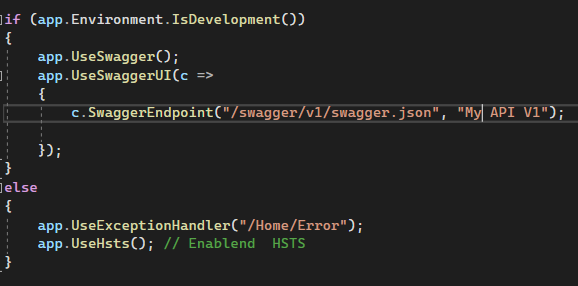 if (app.Environment.IsDevelopment())
{
app.UseSwagger();
app.UseSwaggerUI(c =>
{
c.SwaggerEndpoint("/swagger/v1/swagger.json", "My API V1");
});
}
else
{
app.UseExceptionHandler("/Home/Error");
app.UseHsts(); // Enablend  HSTS
}